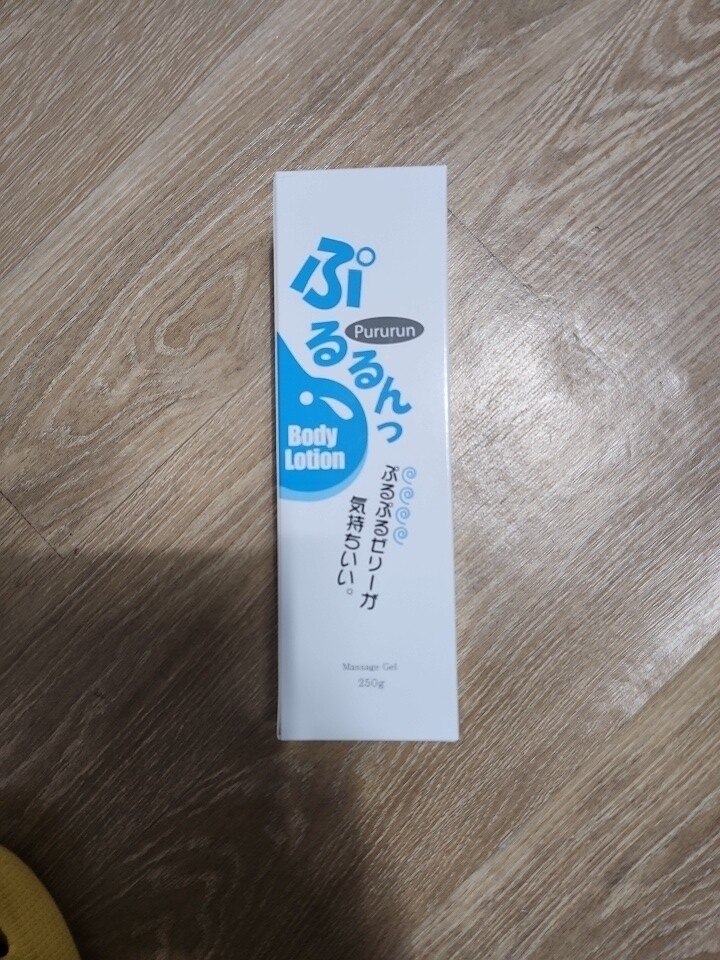 ぷるるんっ
Pururun
Body
Lotion
ぷるぷるゼリーが
気持ちいい。
Massage Gel
250g